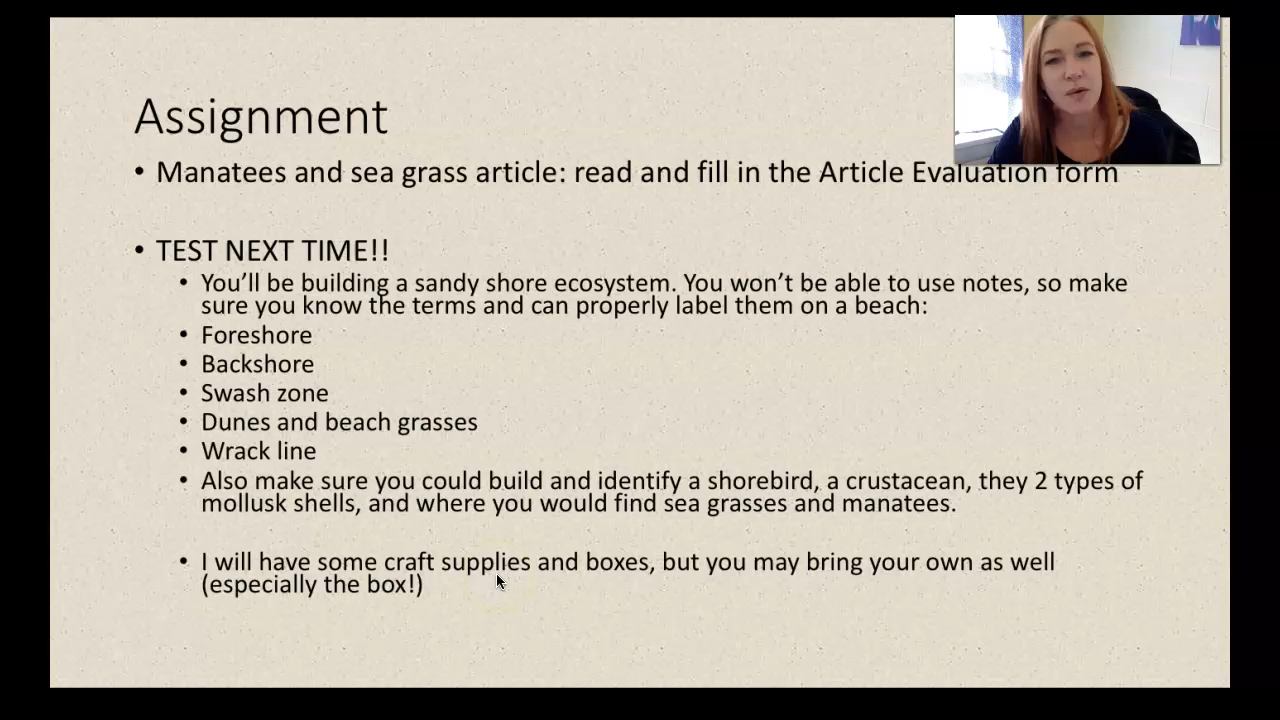 Assignment
• Manatees and sea grass article: read and fill in the Article Evaluation form
• TEST NEXT TIME!!
• You’ll be building a sandy shore ecosystem. You won’t be able to use notes, so make
sure you know the terms and can properly label them on a beach:
• Foreshore
• Backshore
• Swash zone
• Dunes and beach grasses
• Wrack line
• Also make sure you could build and identify a shorebird, a crustacean, they 2 types of
mollusk shells, and where you would find sea grasses and manatees.
• I will have some craft supplies and boxes, but you may bring your own as well
(especially the box!)